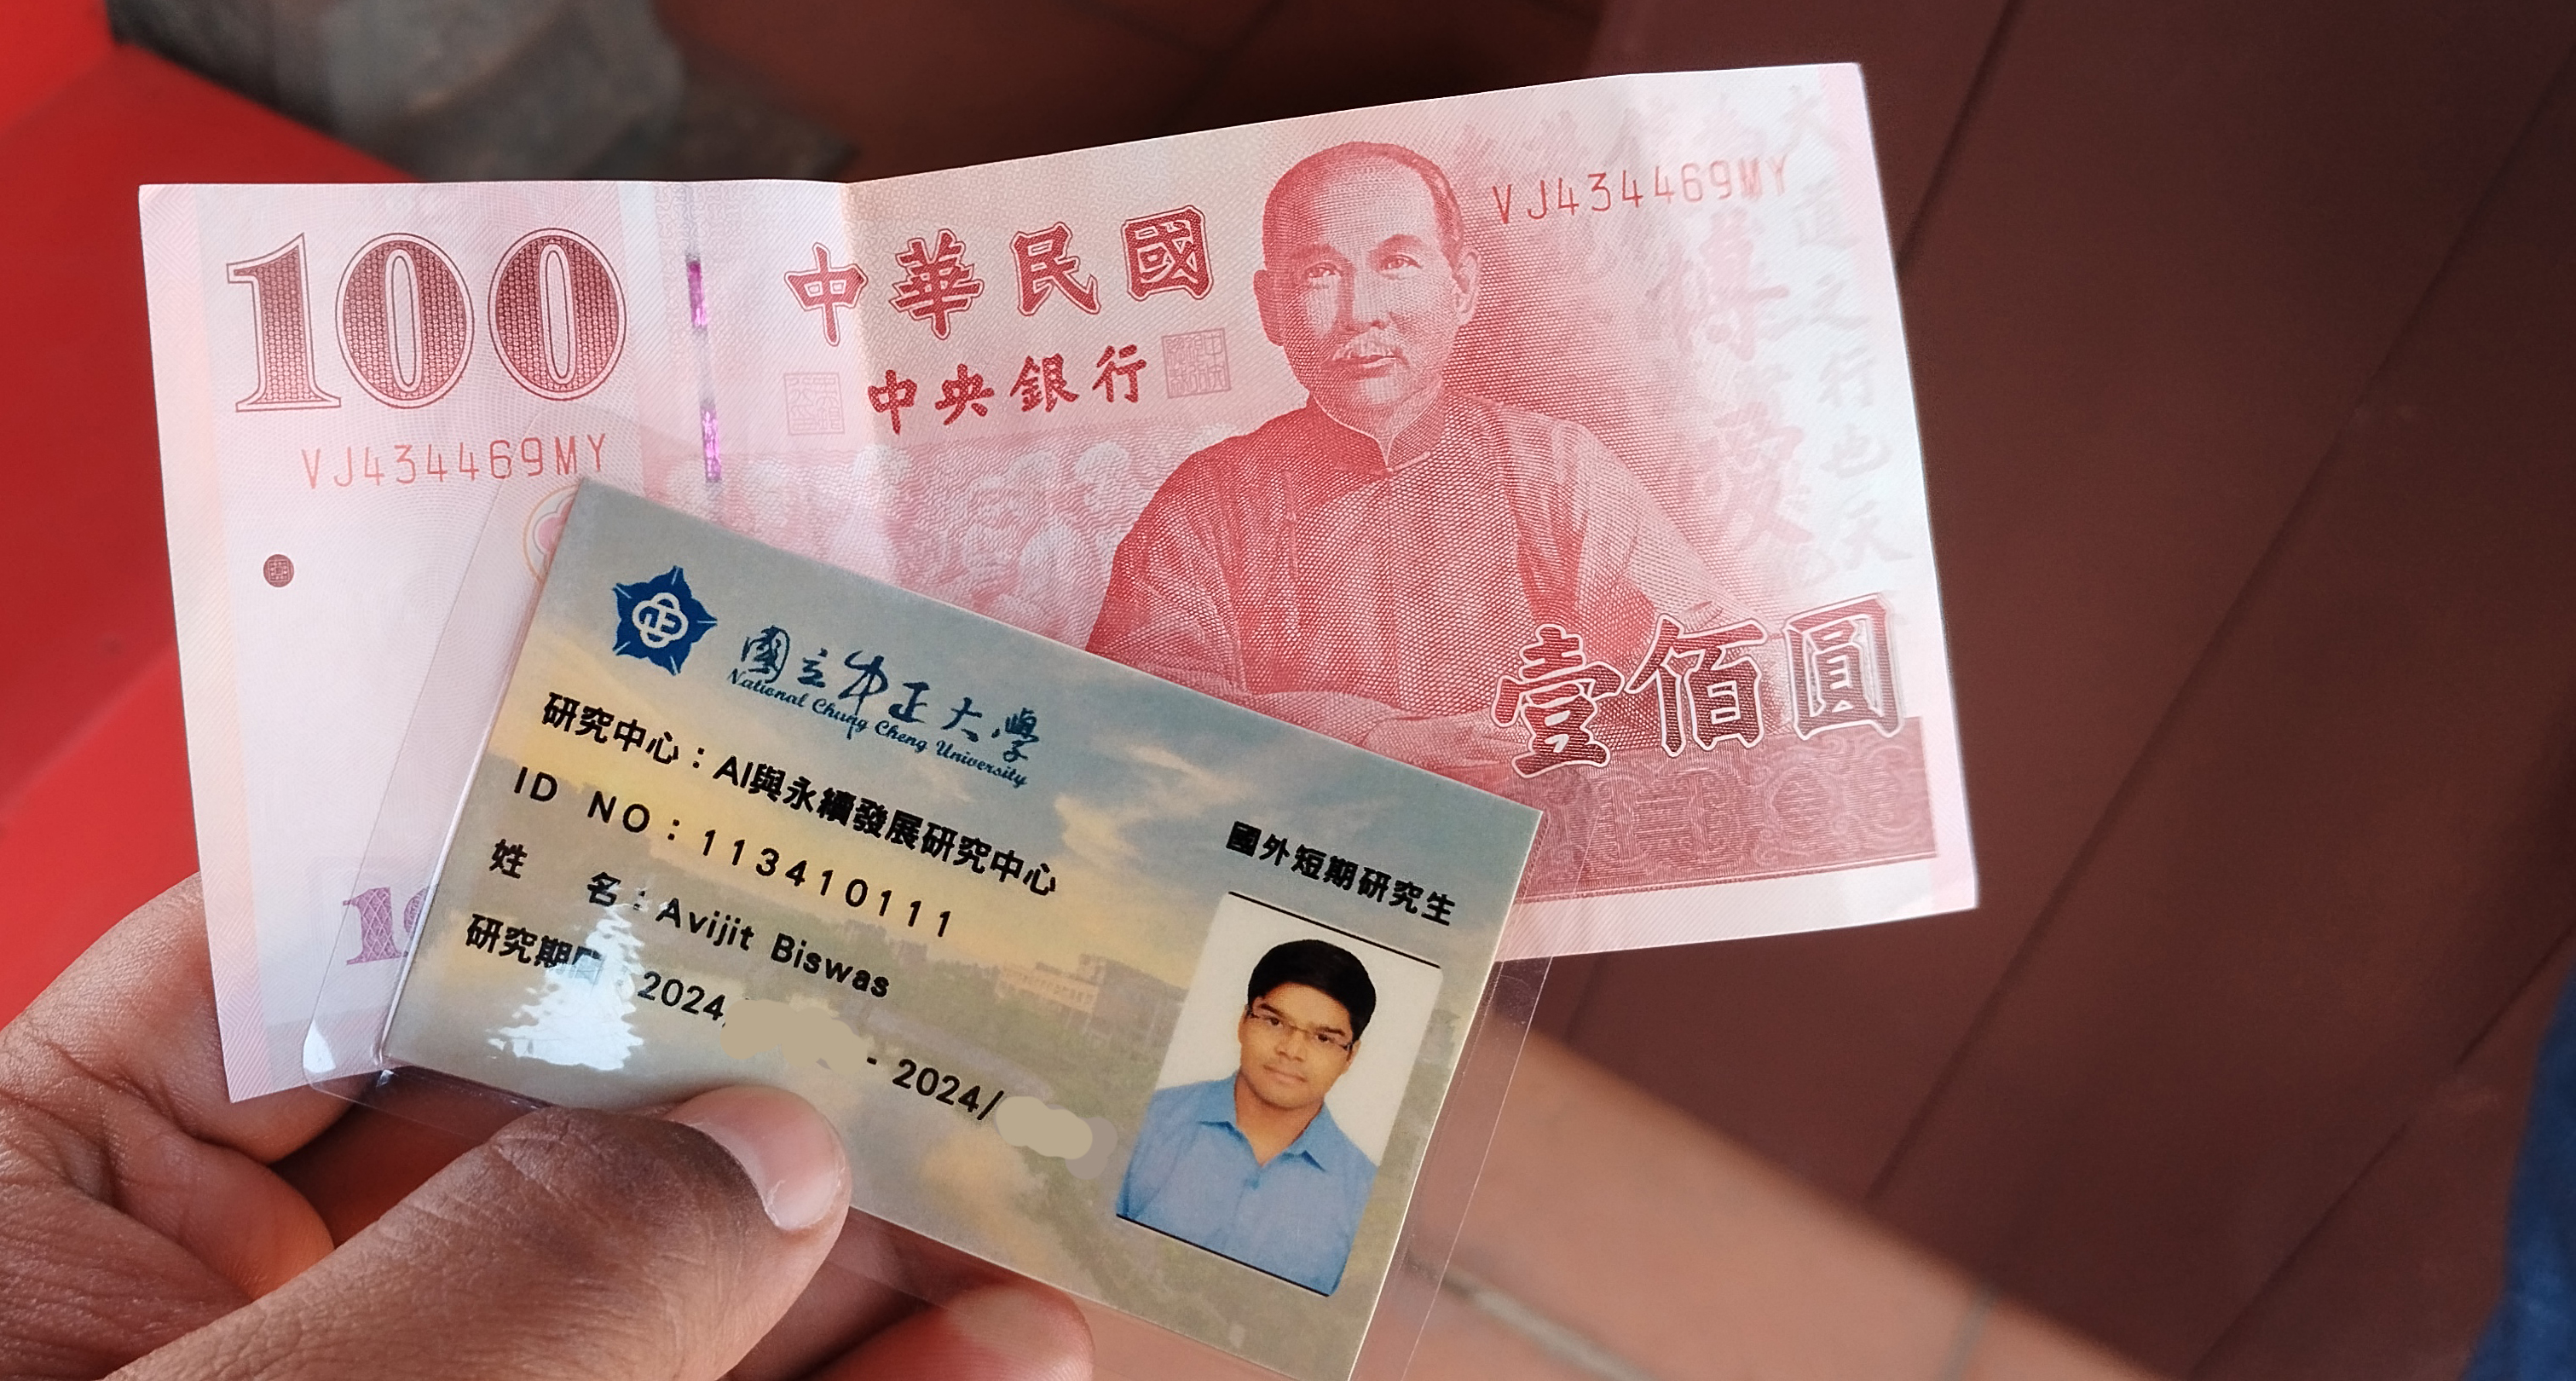 100
中華民國
中央銀行
VJ434469MY
VJ434469MY
壹佰圓
國立中正大學
National Chung Cheng University
研究中心：AI與永續發展研究中心
ID NO：113410111
姓 名：Avijit Biswas
研究期間：2024/ - 2024/
國外短期研究生